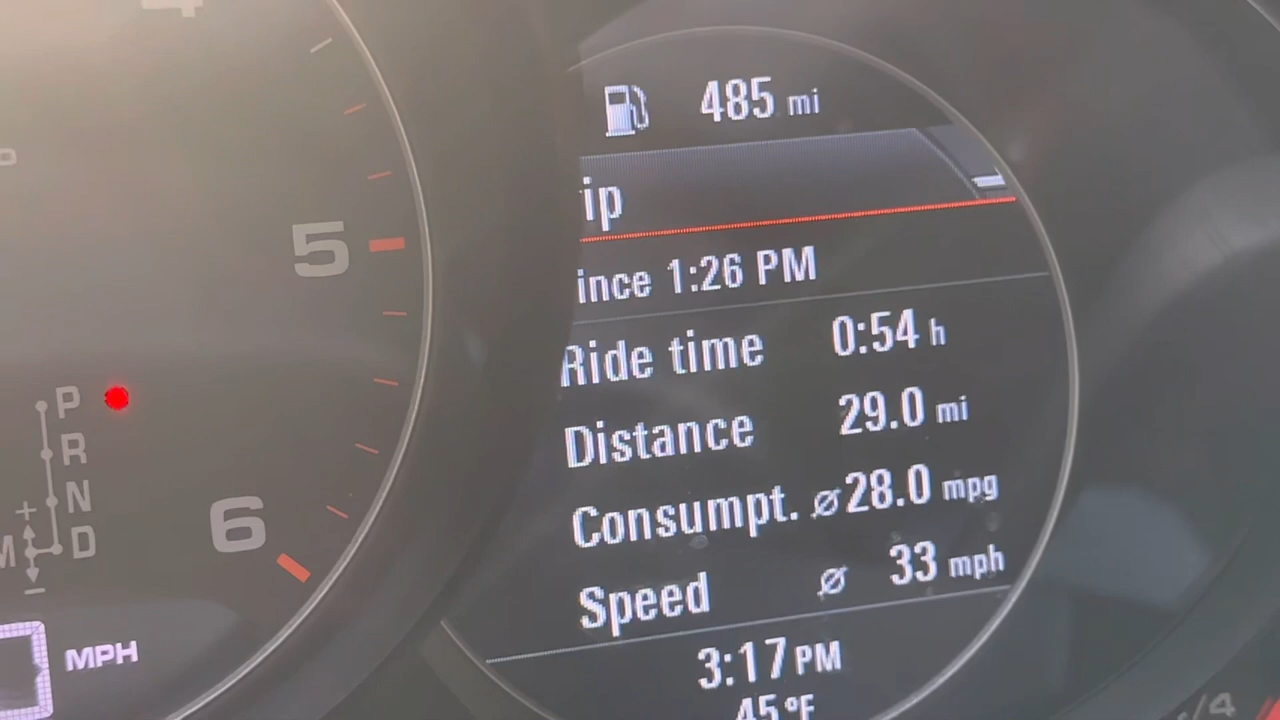 485 mi
ip
ince 1:26 PM
Ride time 0:54 h
Distance 29.0 mi
Consumpt. ⌀28.0 mpg
Speed ⌀ 33 mph
3:17 PM
45°F
5
6
P
R
N
+
M D
−
MPH
/4